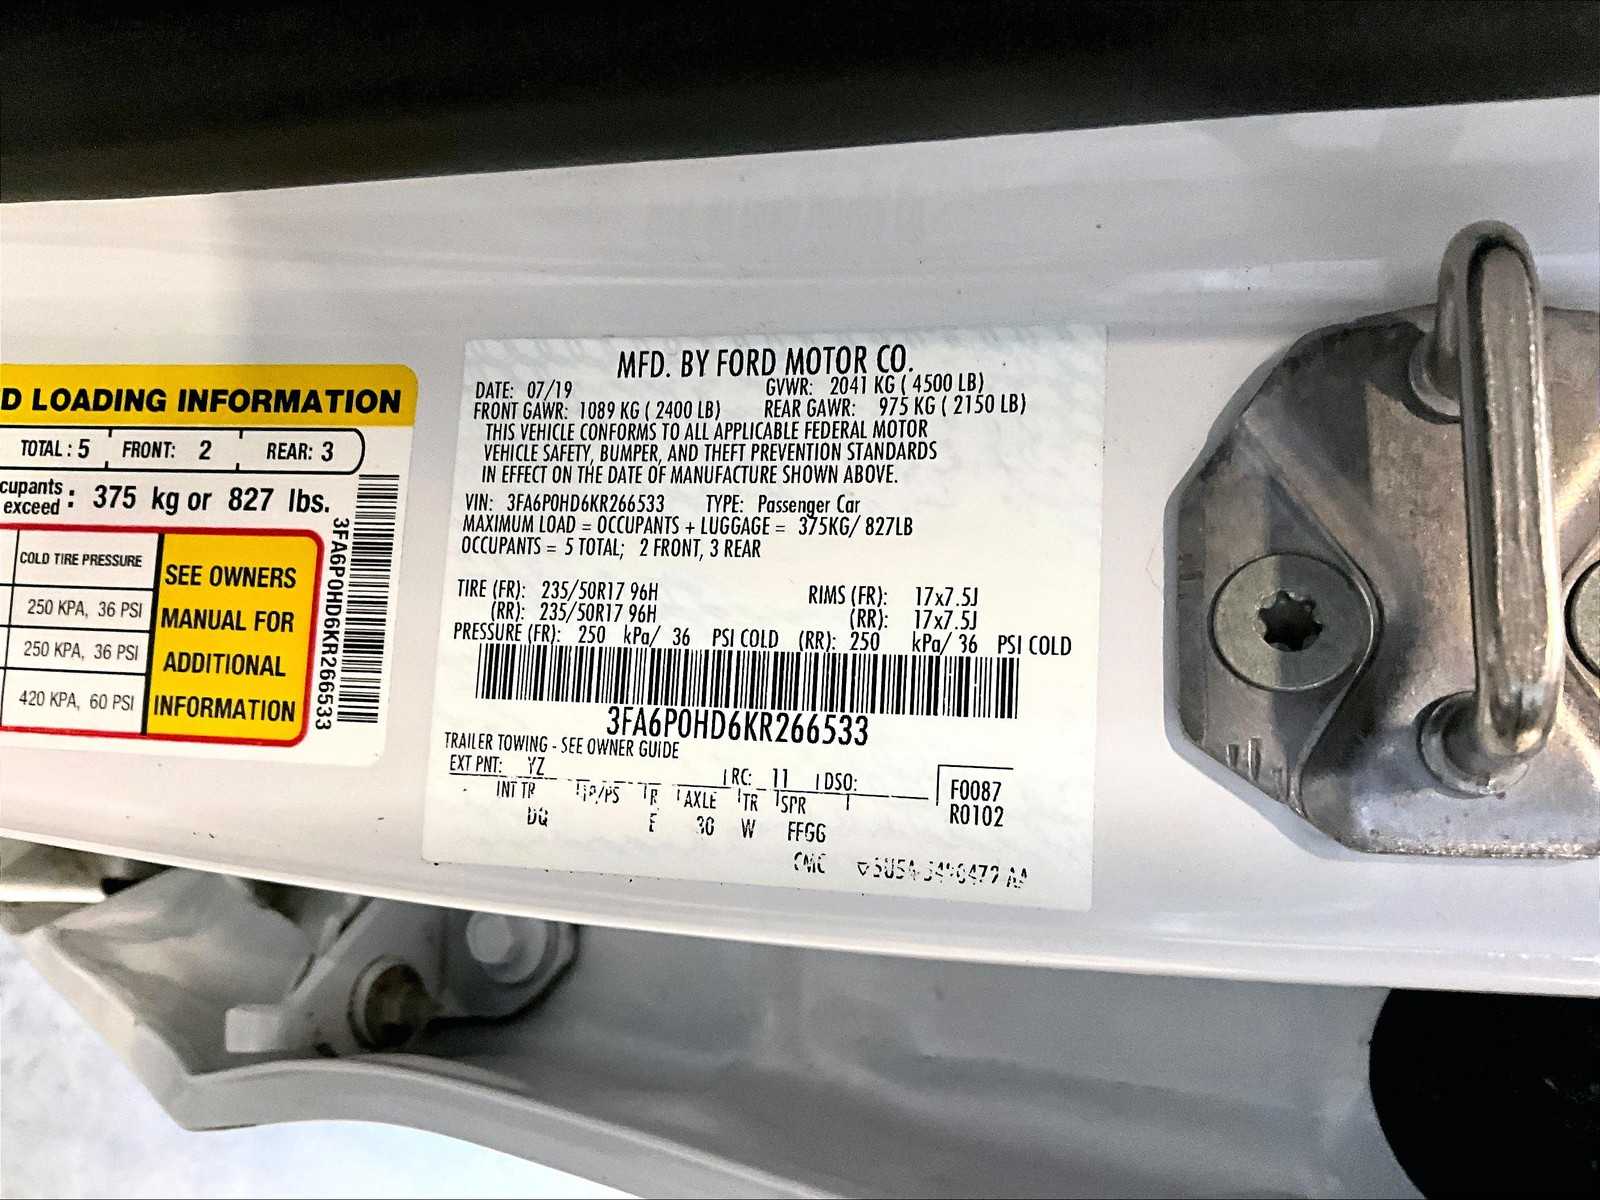 D LOADING INFORMATION
TOTAL : 5 FRONT: 2 REAR: 3
cupants
exceed : 375 kg or 827 lbs.
COLD TIRE PRESSURE
250 KPA, 36 PSI
250 KPA, 36 PSI
420 KPA, 60 PSI
SEE OWNERS
MANUAL FOR
ADDITIONAL
INFORMATION
3FA6P0HD6KR266533
MFD. BY FORD MOTOR CO.
DATE: 07/19 GVWR: 2041 KG ( 4500 LB)
FRONT GAWR: 1089 KG ( 2400 LB) REAR GAWR: 975 KG ( 2150 LB)
THIS VEHICLE CONFORMS TO ALL APPLICABLE FEDERAL MOTOR
VEHICLE SAFETY, BUMPER, AND THEFT PREVENTION STANDARDS
IN EFFECT ON THE DATE OF MANUFACTURE SHOWN ABOVE.
VIN: 3FA6P0HD6KR266533 TYPE: Passenger Car
MAXIMUM LOAD = OCCUPANTS + LUGGAGE = 375KG/ 827LB
OCCUPANTS = 5 TOTAL; 2 FRONT, 3 REAR
TIRE (FR): 235/50R17 96H RIMS (FR): 17x7.5J
(RR): 235/50R17 96H (RR): 17x7.5J
PRESSURE (FR): 250 kPa/ 36 PSI COLD (RR): 250 kPa/ 36 PSI COLD
3FA6P0HD6KR266533
TRAILER TOWING - SEE OWNER GUIDE
EXT PNT: YZ RC: 11 DSO:
F0087
R0102
INT TR TP/PS R AXLE TR SPR
DQ E 30 W FFGG
CMC